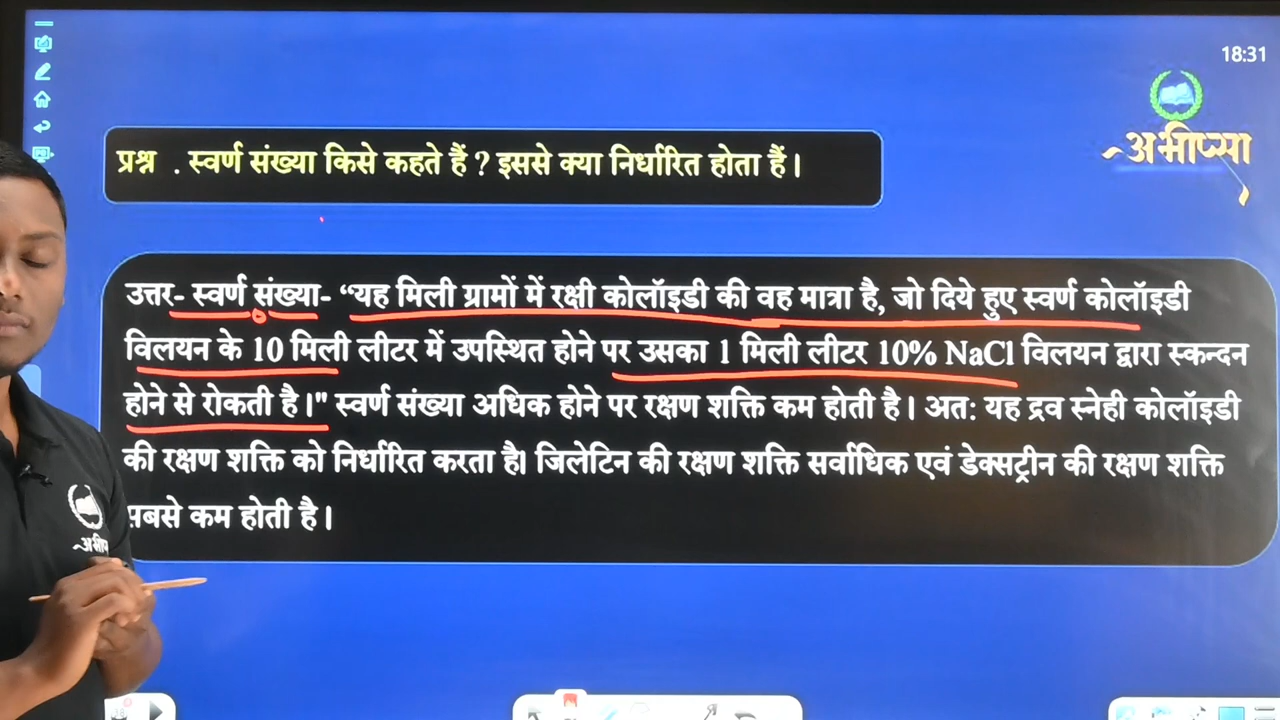 18:31
अभीप्सा
प्रश्न . स्वर्ण संख्या किसे कहते हैं ? इससे क्या निर्धारित होता हैं ।
उत्तर- स्वर्ण संख्या- “यह मिली ग्रामों में रक्षी कोलॉइडी की वह मात्रा है, जो दिये हुए स्वर्ण कोलॉइडी
विलयन के 10 मिली लीटर में उपस्थित होने पर उसका 1 मिली लीटर 10% NaCl विलयन द्वारा स्कन्दन
होने से रोकती है ।" स्वर्ण संख्या अधिक होने पर रक्षण शक्ति कम होती है । अत: यह द्रव स्नेही कोलॉइडी
की रक्षण शक्ति को निर्धारित करता है। जिलेटिन की रक्षण शक्ति सर्वाधिक एवं डेक्सट्रीन की रक्षण शक्ति
सबसे कम होती है ।